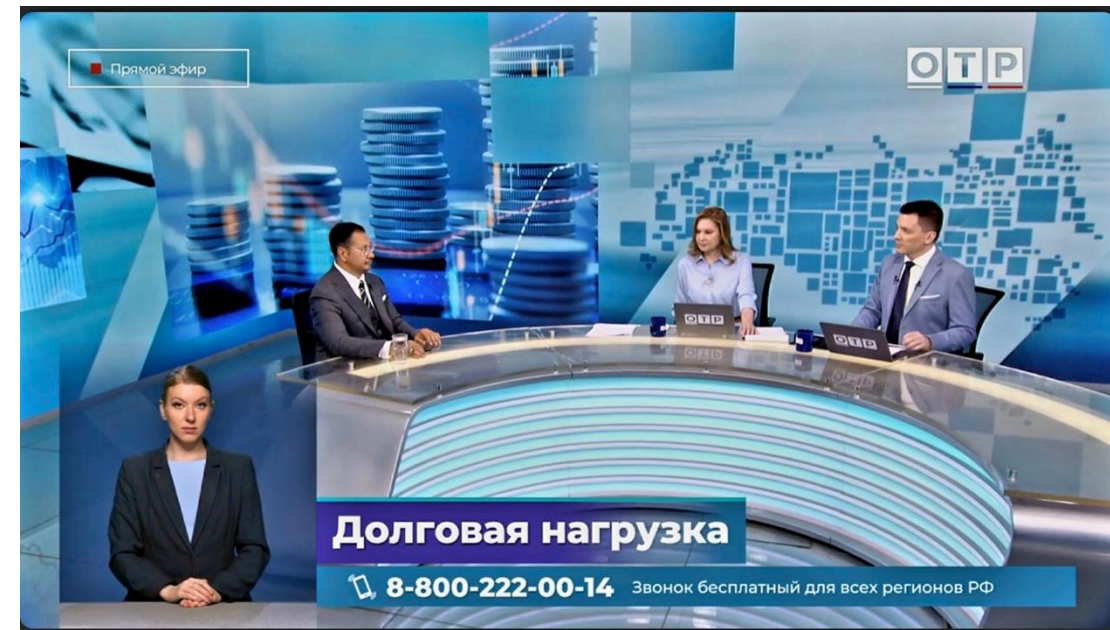 Прямой эфир
ОТР
ОТР
ОТР
Долговая нагрузка
8-800-222-00-14 Звонок бесплатный для всех регионов РФ